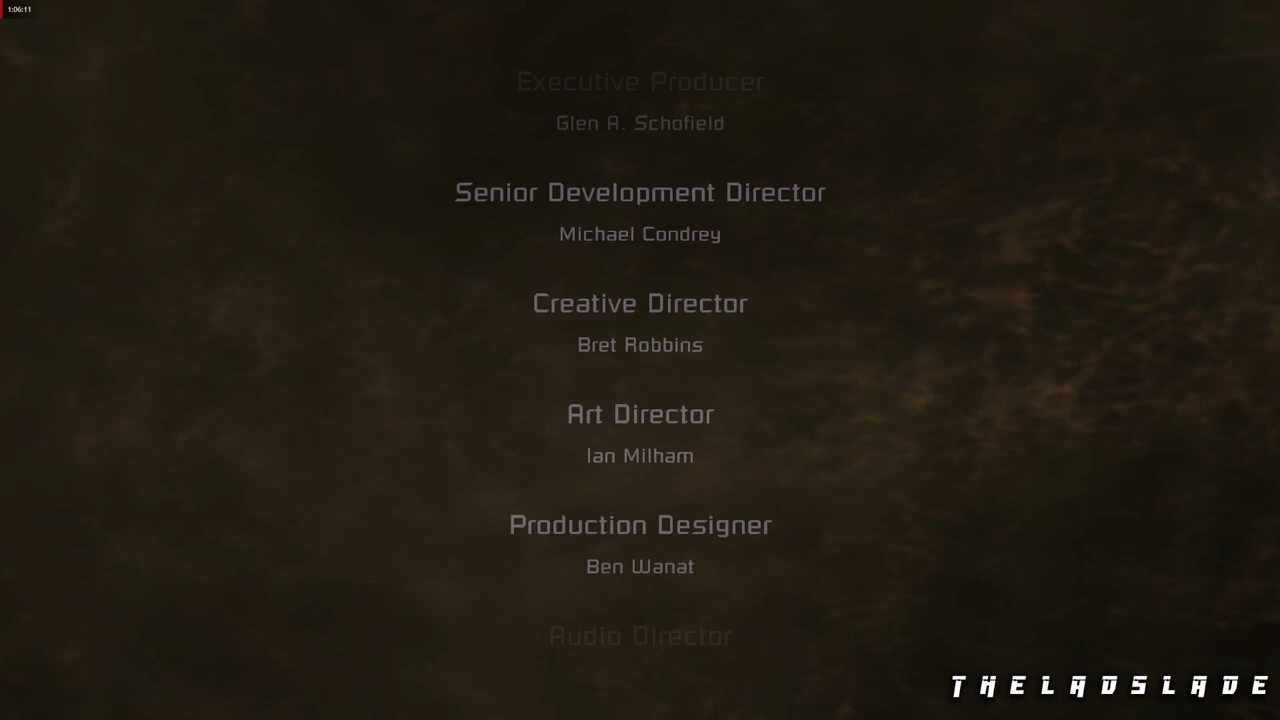 1:06:11
Executive Producer
Glen A. Schofield
Senior Development Director
Michael Condrey
Creative Director
Bret Robbins
Art Director
Ian Milham
Production Designer
Ben Wanat
Audio Director
THELADSLADE